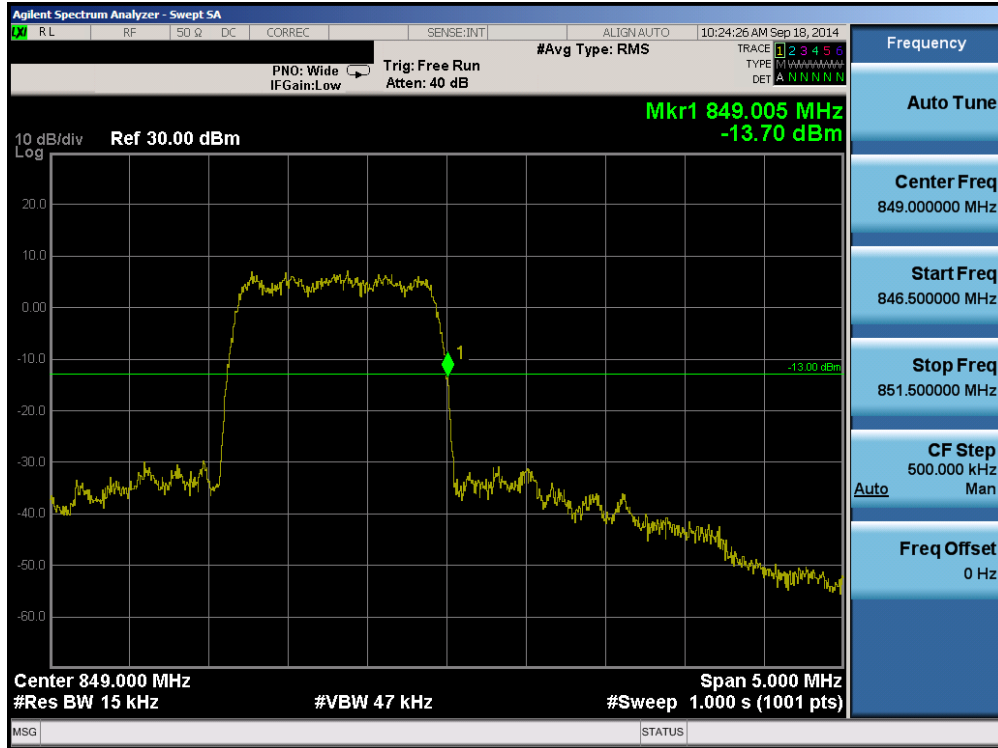 Agilent Spectrum Analyzer - Swept SA
LXI RL RF 50 Ω DC CORREC SENSE:INT ALIGN AUTO 10:24:26 AM Sep 18, 2014
#Avg Type: RMS TRACE 1 2 3 4 5 6
PNO: Wide Trig: Free Run TYPE M W W W W W
IFGain:Low Atten: 40 dB DET A N N N N N
Mkr1 849.005 MHz
10 dB/div Ref 30.00 dBm -13.70 dBm
Log
20.0
10.0
0.00
-10.0
1
-13.00 dBm
-20.0
-30.0
-40.0
-50.0
-60.0
Center 849.000 MHz Span 5.000 MHz
#Res BW 15 kHz #VBW 47 kHz #Sweep 1.000 s (1001 pts)
MSG STATUS
Frequency
Auto Tune
Center Freq
849.000000 MHz
Start Freq
846.500000 MHz
Stop Freq
851.500000 MHz
CF Step
500.000 kHz
Auto Man
Freq Offset
0 Hz